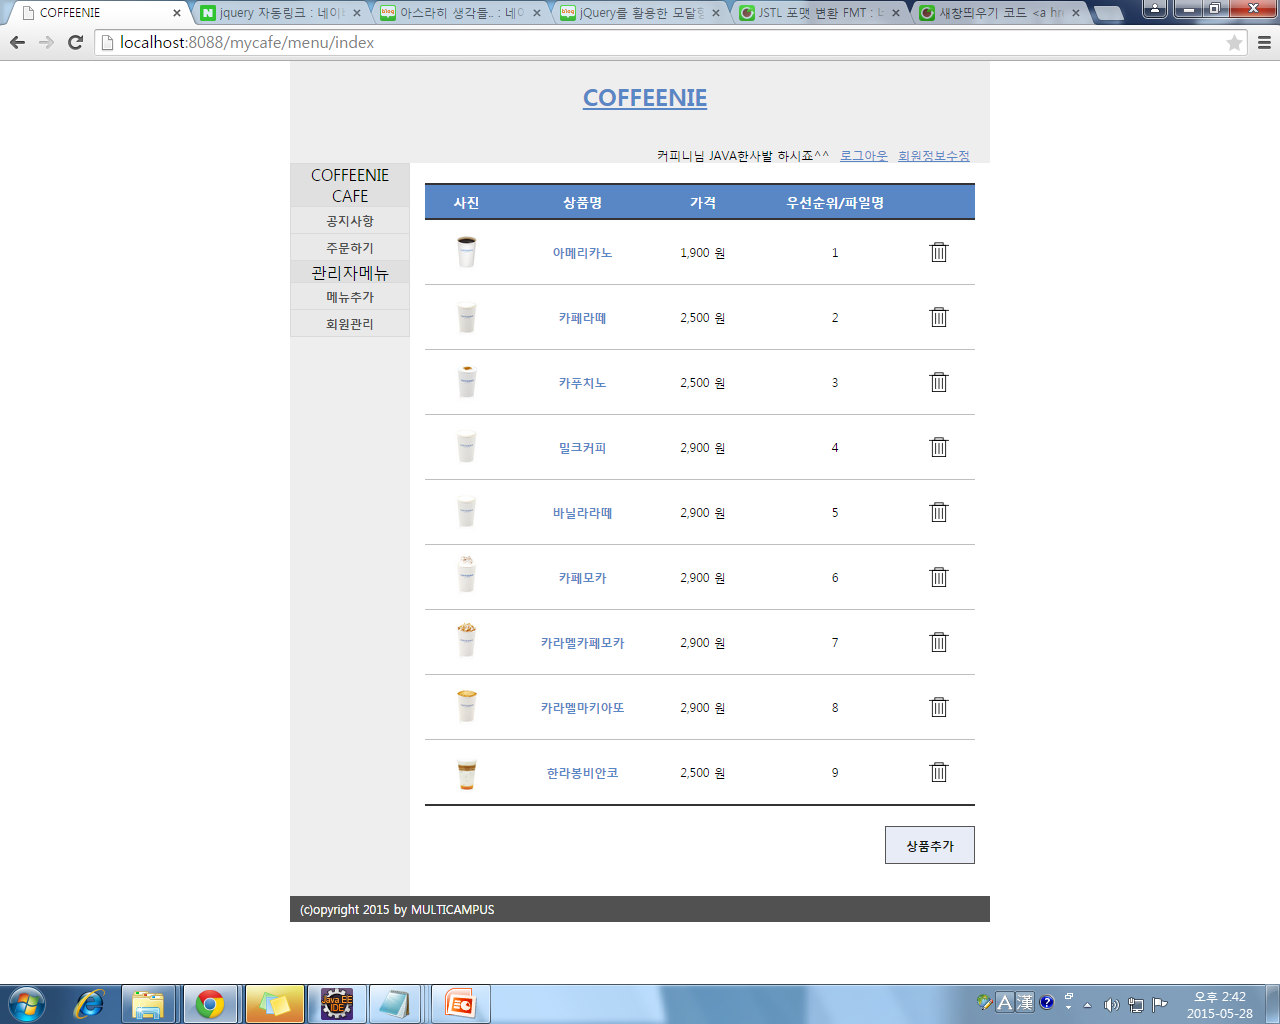 COFFEENIE
jquery 자동링크 : 네이버
아스라히 생각들.. : 네이
jQuery를 활용한 모달형
JSTL 포맷 변환 FMT : 네
새창띄우기 코드 <a hre
localhost:8088/mycafe/menu/index
COFFEENIE
커피니님 JAVA한사발 하시죠^^ 로그아웃 회원정보수정
COFFEENIE
CAFE
공지사항
주문하기
관리자메뉴
메뉴추가
회원관리
사진 상품명 가격 우선순위/파일명
아메리카노 1,900 원 1
카페라떼 2,500 원 2
카푸치노 2,500 원 3
밀크커피 2,900 원 4
바닐라라떼 2,900 원 5
카페모카 2,900 원 6
카라멜카페모카 2,900 원 7
카라멜마키아또 2,900 원 8
한라봉비안코 2,500 원 9
상품추가
(c)opyright 2015 by MULTICAMPUS
Java EE
IDE
A 漢
오후 2:42
2015-05-28